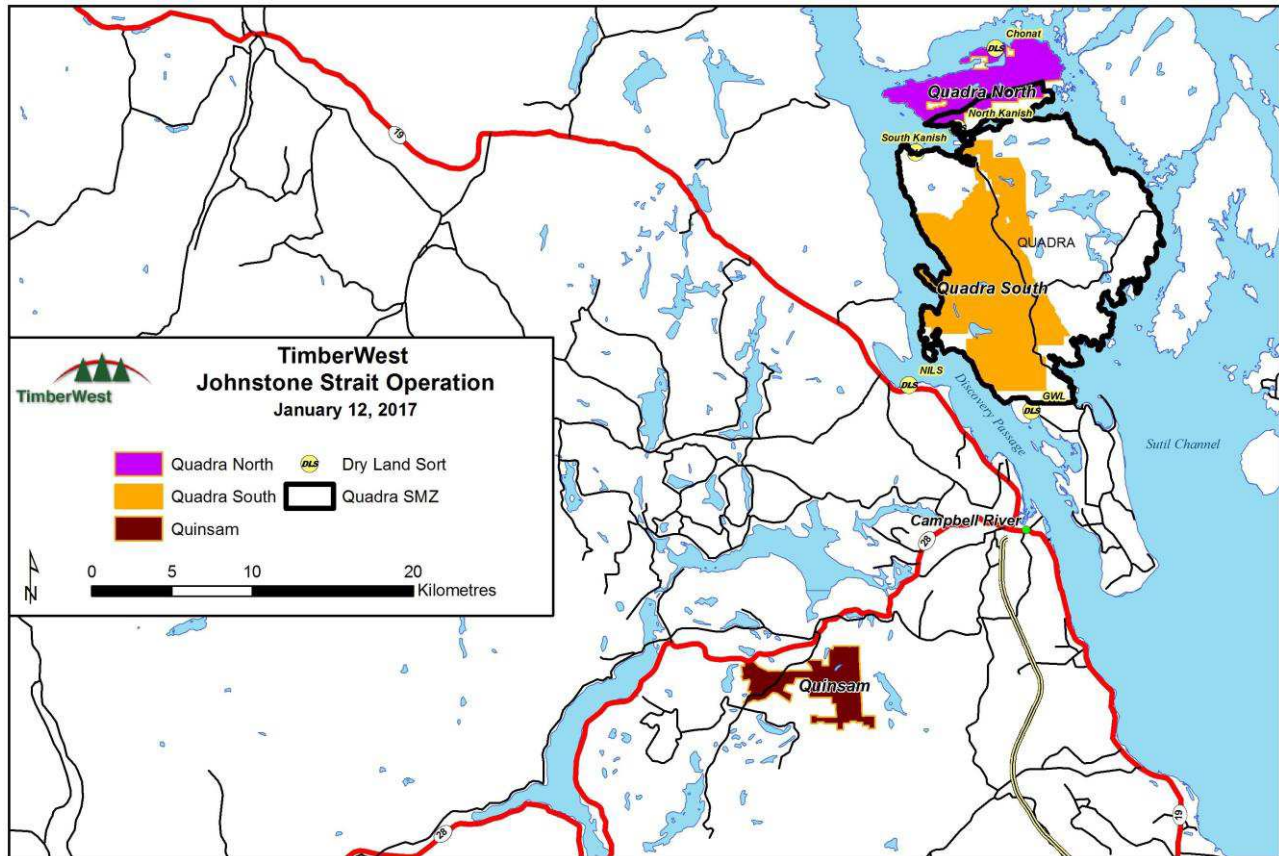 Chonat
DLS
Quadra North
North Kanish
South Kanish
19
QUADRA
Quadra South
TimberWest
TimberWest
Johnstone Strait Operation
January 12, 2017
Quadra North
DLS
Dry Land Sort
Quadra South
Quadra SMZ
Quinsam
N
0
5
10
20
Kilometres
NILS
DLS
GWL
DLS
Discovery Passage
Sutil Channel
Campbell River
28
Quinsam
28
19